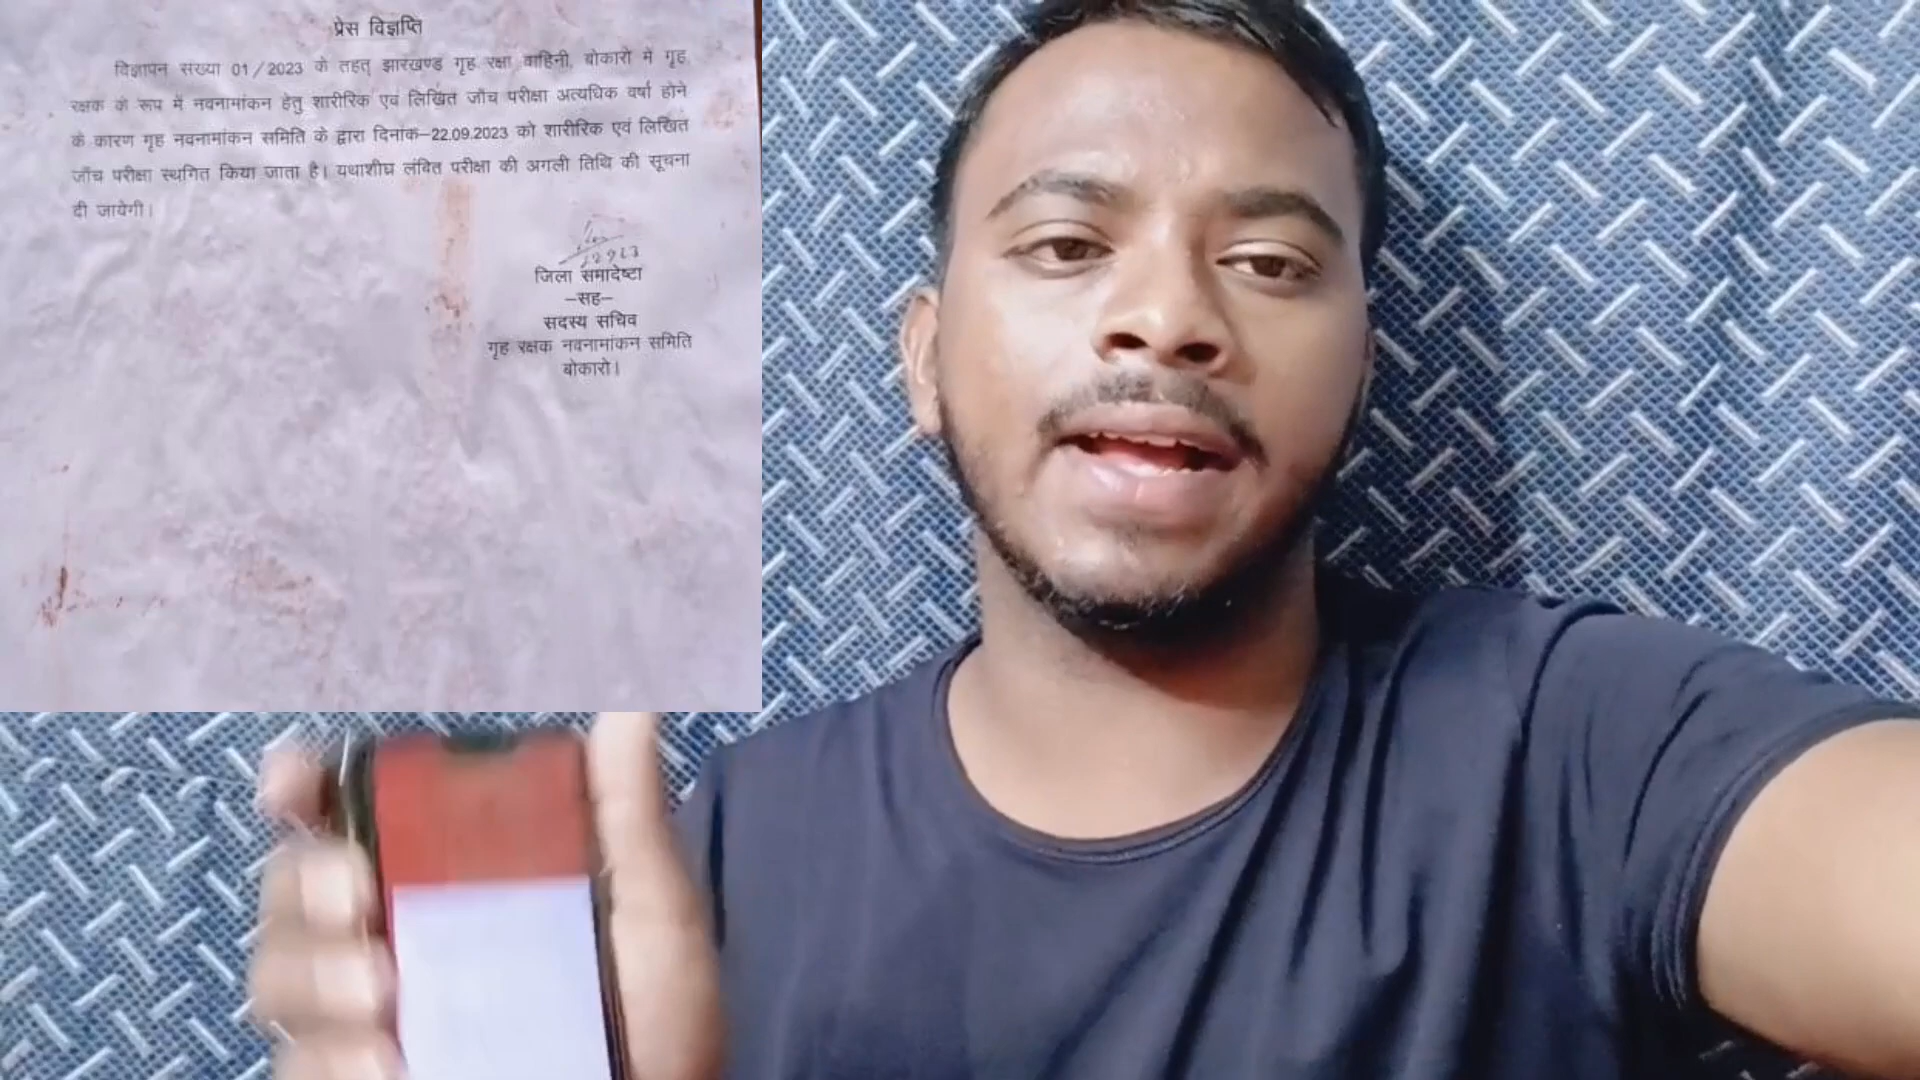 प्रेस विज्ञप्ति
विज्ञापन संख्या 01/2023 के तहत् झारखण्ड गृह रक्षा वाहिनी, बोकारो में गृह
रक्षक के रूप में नवनामांकन हेतु शारीरिक एवं लिखित जाँच परीक्षा अत्यधिक वर्षा होने
के कारण गृह नवनामांकन समिति के द्वारा दिनांक–22.09.2023 को शारीरिक एवं लिखित
जाँच परीक्षा स्थगित किया जाता है। यथाशीघ्र लंबित परीक्षा की अगली तिथि की सूचना
दी जायेगी।
जिला समादेष्टा
–सह–
सदस्य सचिव
गृह रक्षक नवनामांकन समिति
बोकारो।